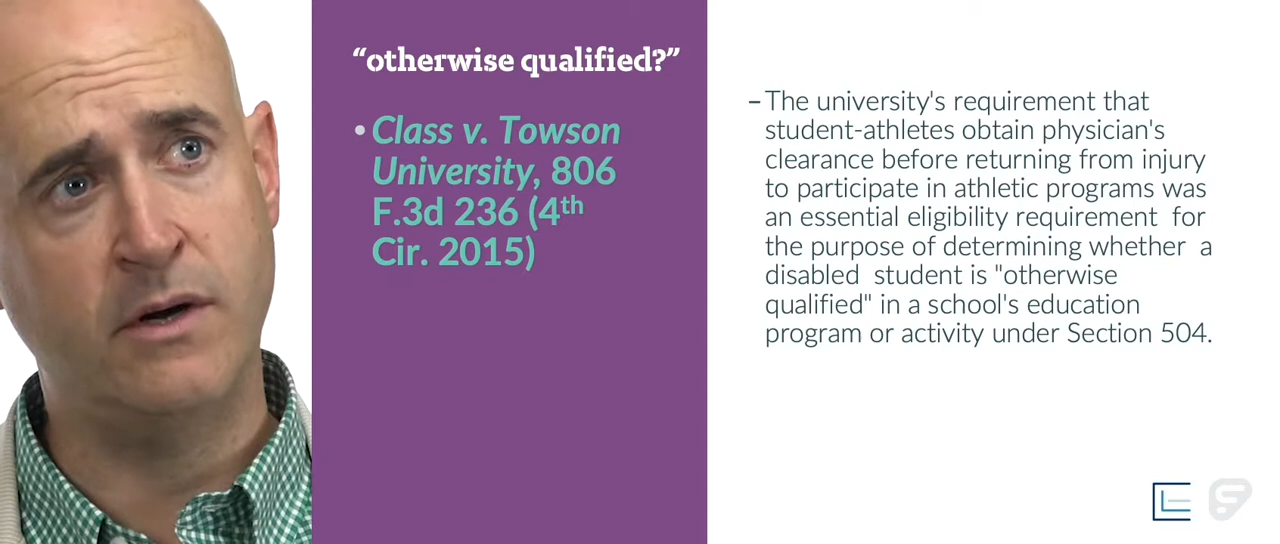 “otherwise qualified?”
• Class v. Towson
University, 806
F.3d 236 (4th
Cir. 2015)
–The university's requirement that
student-athletes obtain physician's
clearance before returning from injury
to participate in athletic programs was
an essential eligibility requirement for
the purpose of determining whether a
disabled student is "otherwise
qualified" in a school's education
program or activity under Section 504.